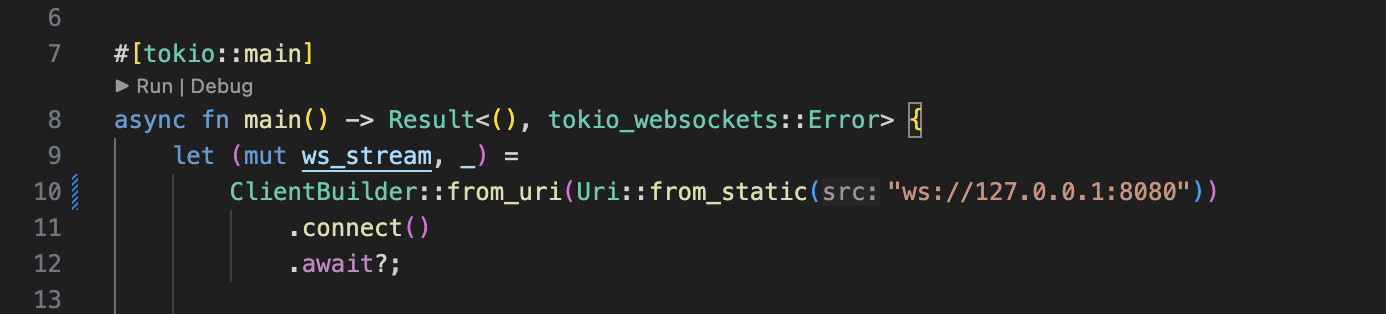 6
7 #[tokio::main]
▶ Run | Debug
8 async fn main() -> Result<(), tokio_websockets::Error> {
9 let (mut ws_stream, _) =
10 ClientBuilder::from_uri(Uri::from_static(src: "ws://127.0.0.1:8080"))
11 .connect()
12 .await?;
13